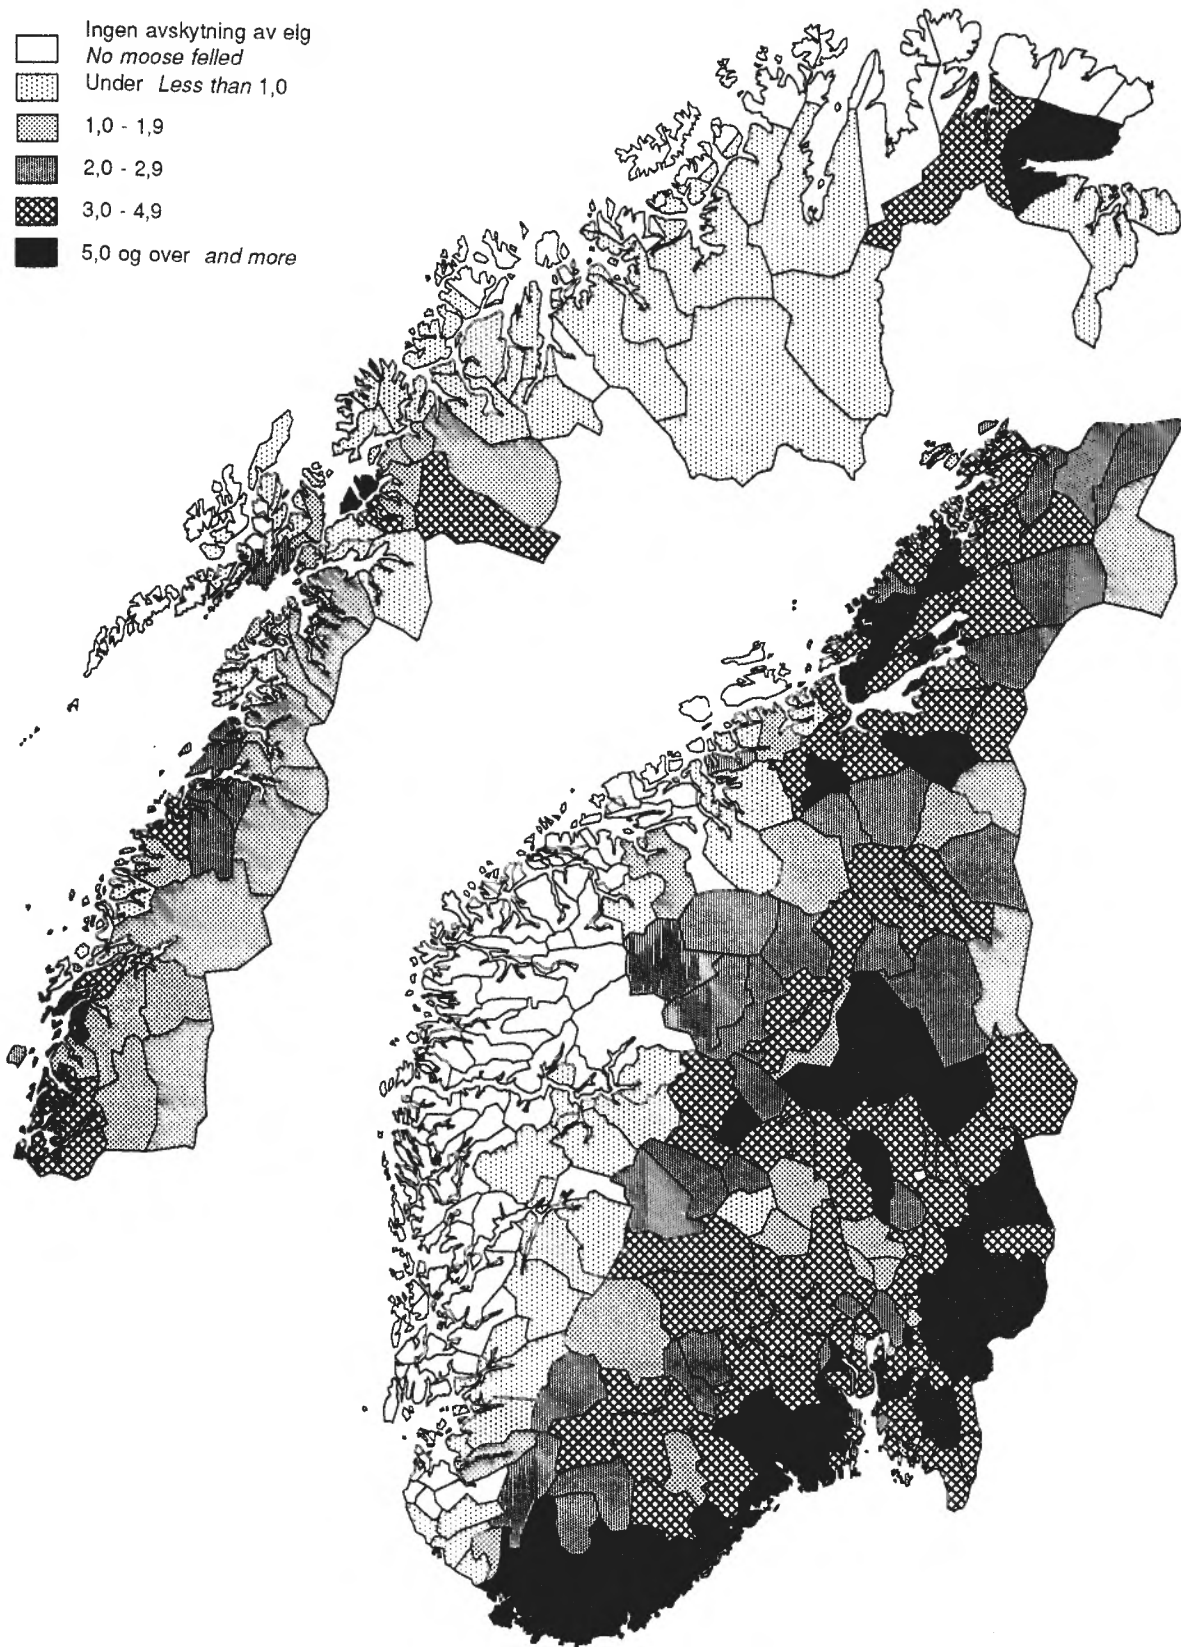 Ingen avskytning av elg
No moose felled
Under Less than 1,0
1,0 - 1,9
2,0 - 2,9
3,0 - 4,9
5,0 og over and more